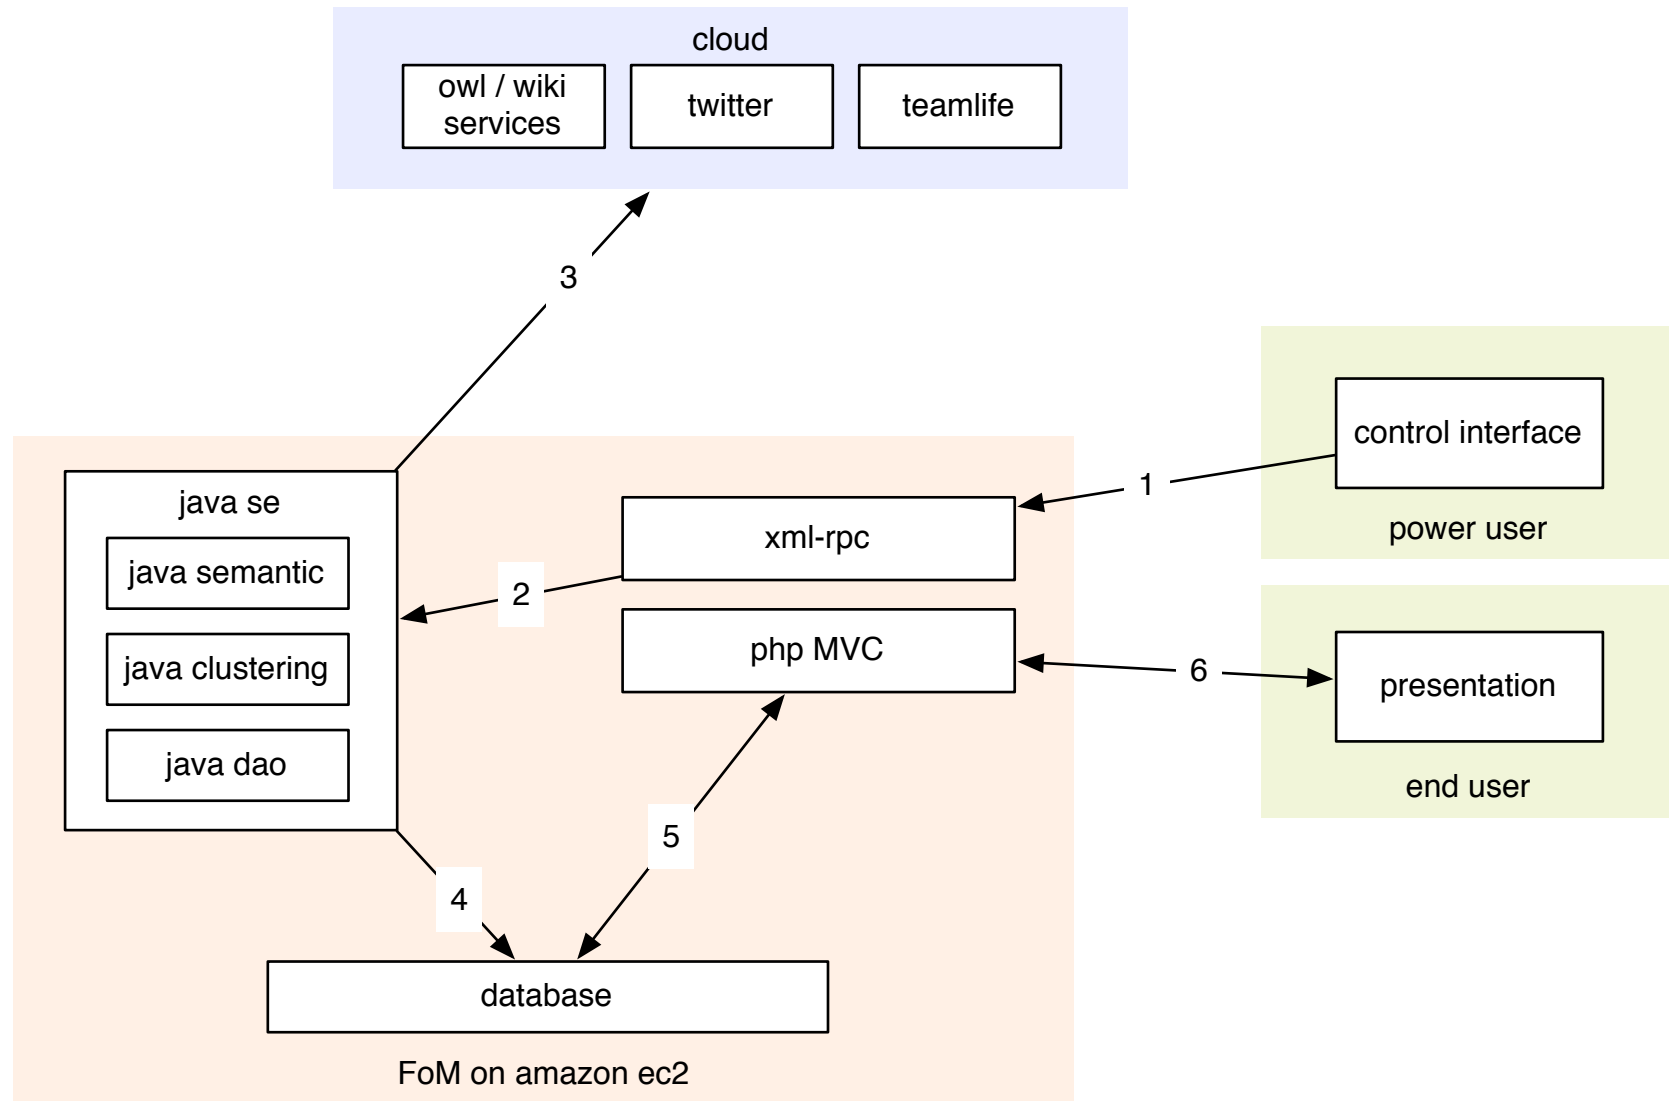 cloud
owl / wiki
services
twitter
teamlife
3
control interface
power user
1
java se
java semantic
java clustering
java dao
xml-rpc
2
php MVC
6
presentation
end user
5
4
database
FoM on amazon ec2